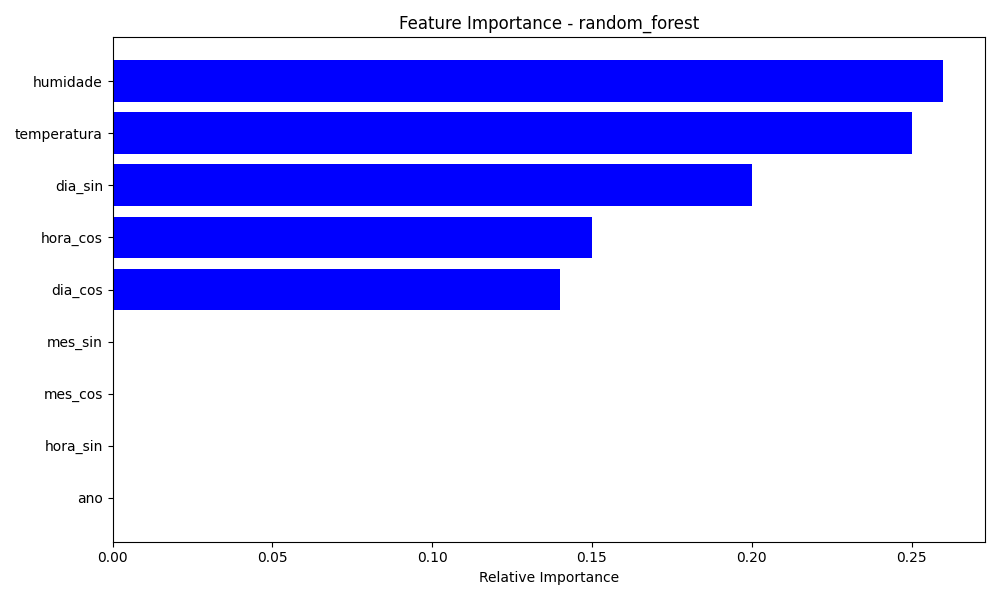 Feature Importance - random_forest
humidade
temperatura
dia_sin
hora_cos
dia_cos
mes_sin
mes_cos
hora_sin
ano
0.00 0.05 0.10 0.15 0.20 0.25
Relative Importance